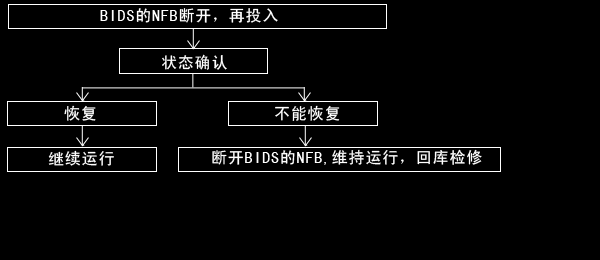 BIDS的NFB断开，再投入
状态确认
恢复
不能恢复
继续运行
断开BIDS的NFB,维持运行，回库检修